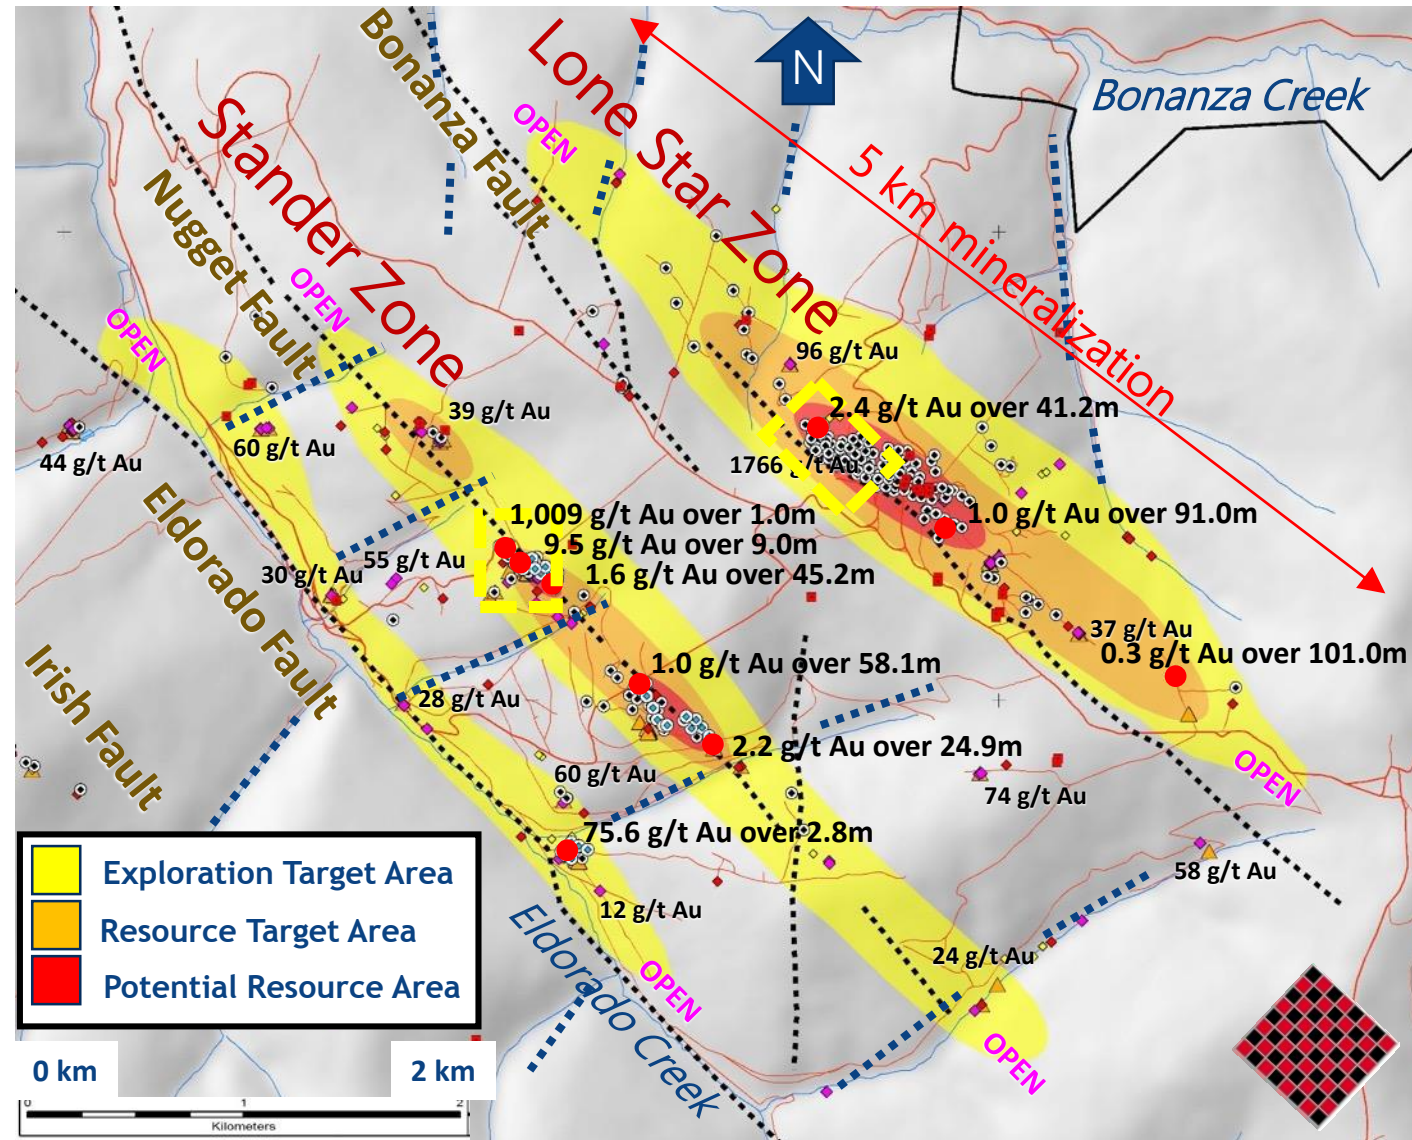 Bonanza Fault
Lone Star Zone
N
Bonanza Creek
OPEN
5 km mineralization
Stander Zone
Nugget Fault
OPEN
OPEN
96 g/t Au
2.4 g/t Au over 41.2m
39 g/t Au
60 g/t Au
44 g/t Au
1766 g/t Au
1,009 g/t Au over 1.0m
1.0 g/t Au over 91.0m
9.5 g/t Au over 9.0m
55 g/t Au
30 g/t Au
1.6 g/t Au over 45.2m
Eldorado Fault
37 g/t Au
0.3 g/t Au over 101.0m
1.0 g/t Au over 58.1m
Irish Fault
28 g/t Au
2.2 g/t Au over 24.9m
60 g/t Au
OPEN
74 g/t Au
75.6 g/t Au over 2.8m
58 g/t Au
12 g/t Au
Eldorado Creek
24 g/t Au
OPEN
OPEN
Exploration Target Area
Resource Target Area
Potential Resource Area
0 km
2 km
0 1 2
Kilometers